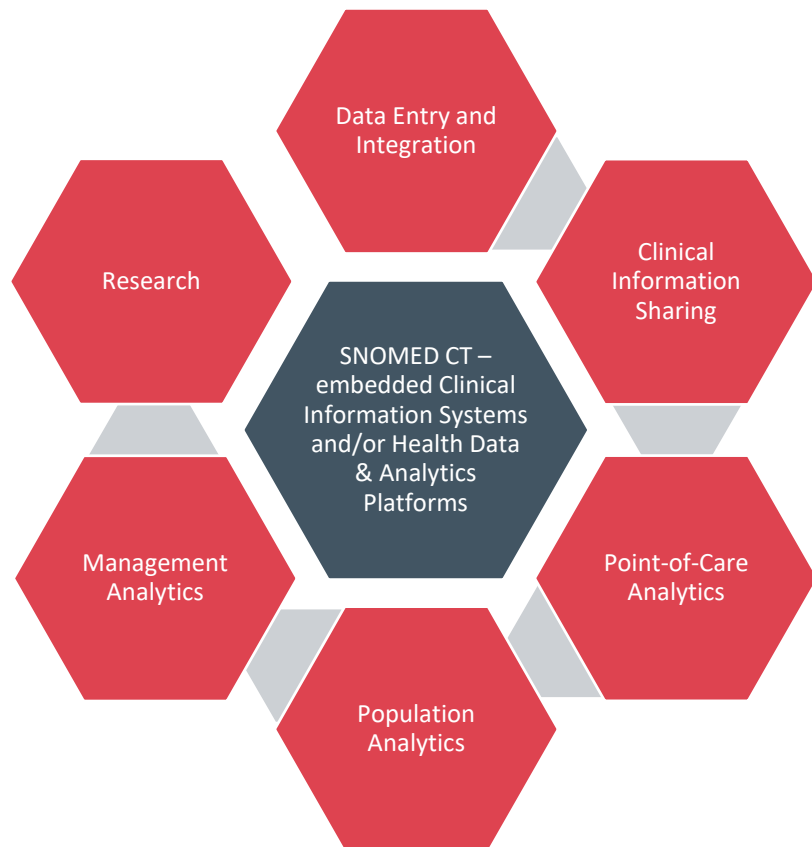 Data Entry and
Integration
Clinical
Information
Sharing
Research
SNOMED CT –
embedded Clinical
Information Systems
and/or Health Data
& Analytics
Platforms
Point-of-Care
Analytics
Management
Analytics
Population
Analytics